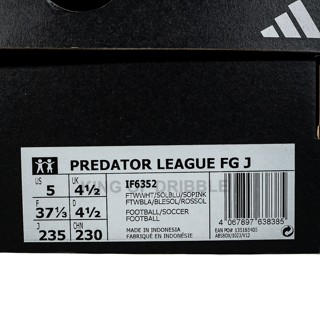 PREDATOR LEAGUE FG J
US 5 UK 4½
F 37⅓ D 4½
J 235 CHN 230
IF6352
FTWWHT/SOLBLU/SOPINK
FTWBLA/BLESOL/ROSSOL
FOOTBALL/SOCCER
FOOTBALL
MADE IN INDONESIA
FABRIQUÉ EN INDONÉSIE
4 067897 638385